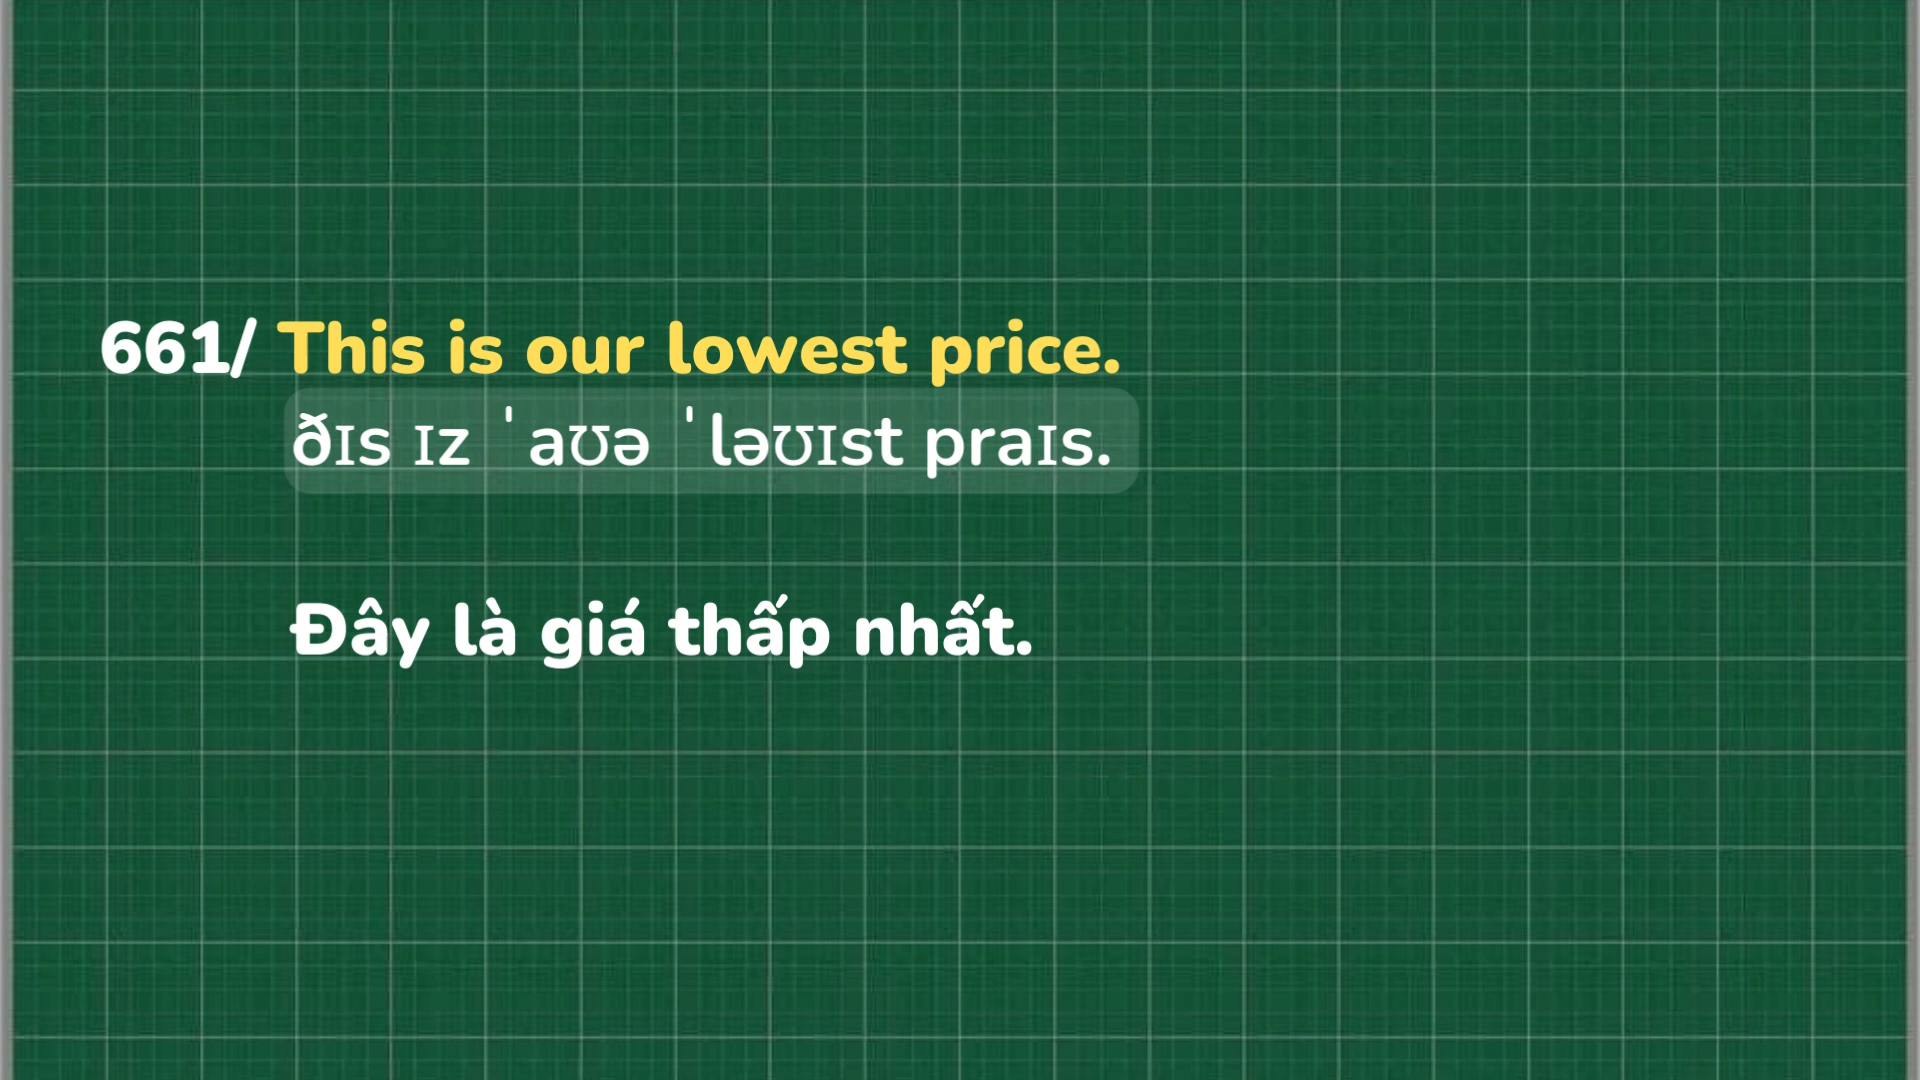 661/ This is our lowest price.
ðɪs ɪz ˈaʊə ˈləʊɪst praɪs.
Đây là giá thấp nhất.